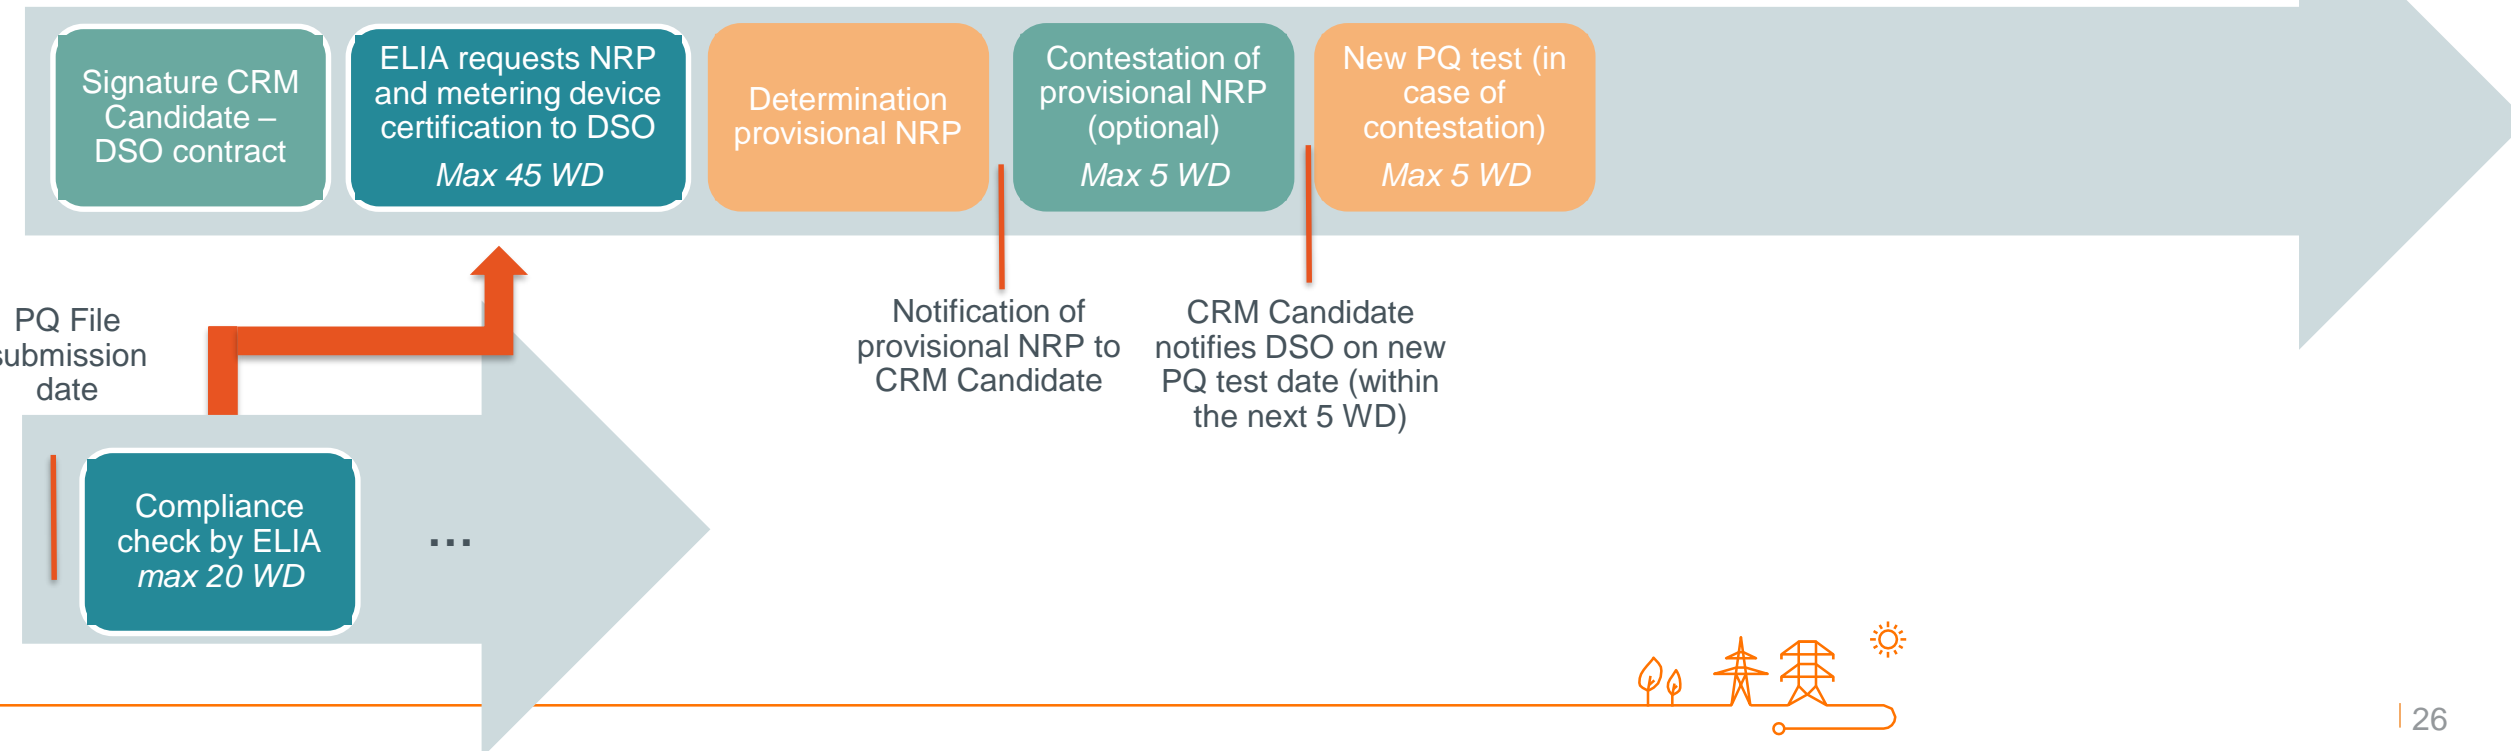 Signature CRM
Candidate –
DSO contract
ELIA requests NRP
and metering device
certification to DSO
Max 45 WD
Determination
provisional NRP
Contestation of
provisional NRP
(optional)
Max 5 WD
New PQ test (in
case of
contestation)
Max 5 WD
PQ File
submission
date
Notification of
provisional NRP to
CRM Candidate
CRM Candidate
notifies DSO on new
PQ test date (within
the next 5 WD)
Compliance
check by ELIA
max 20 WD
...
26